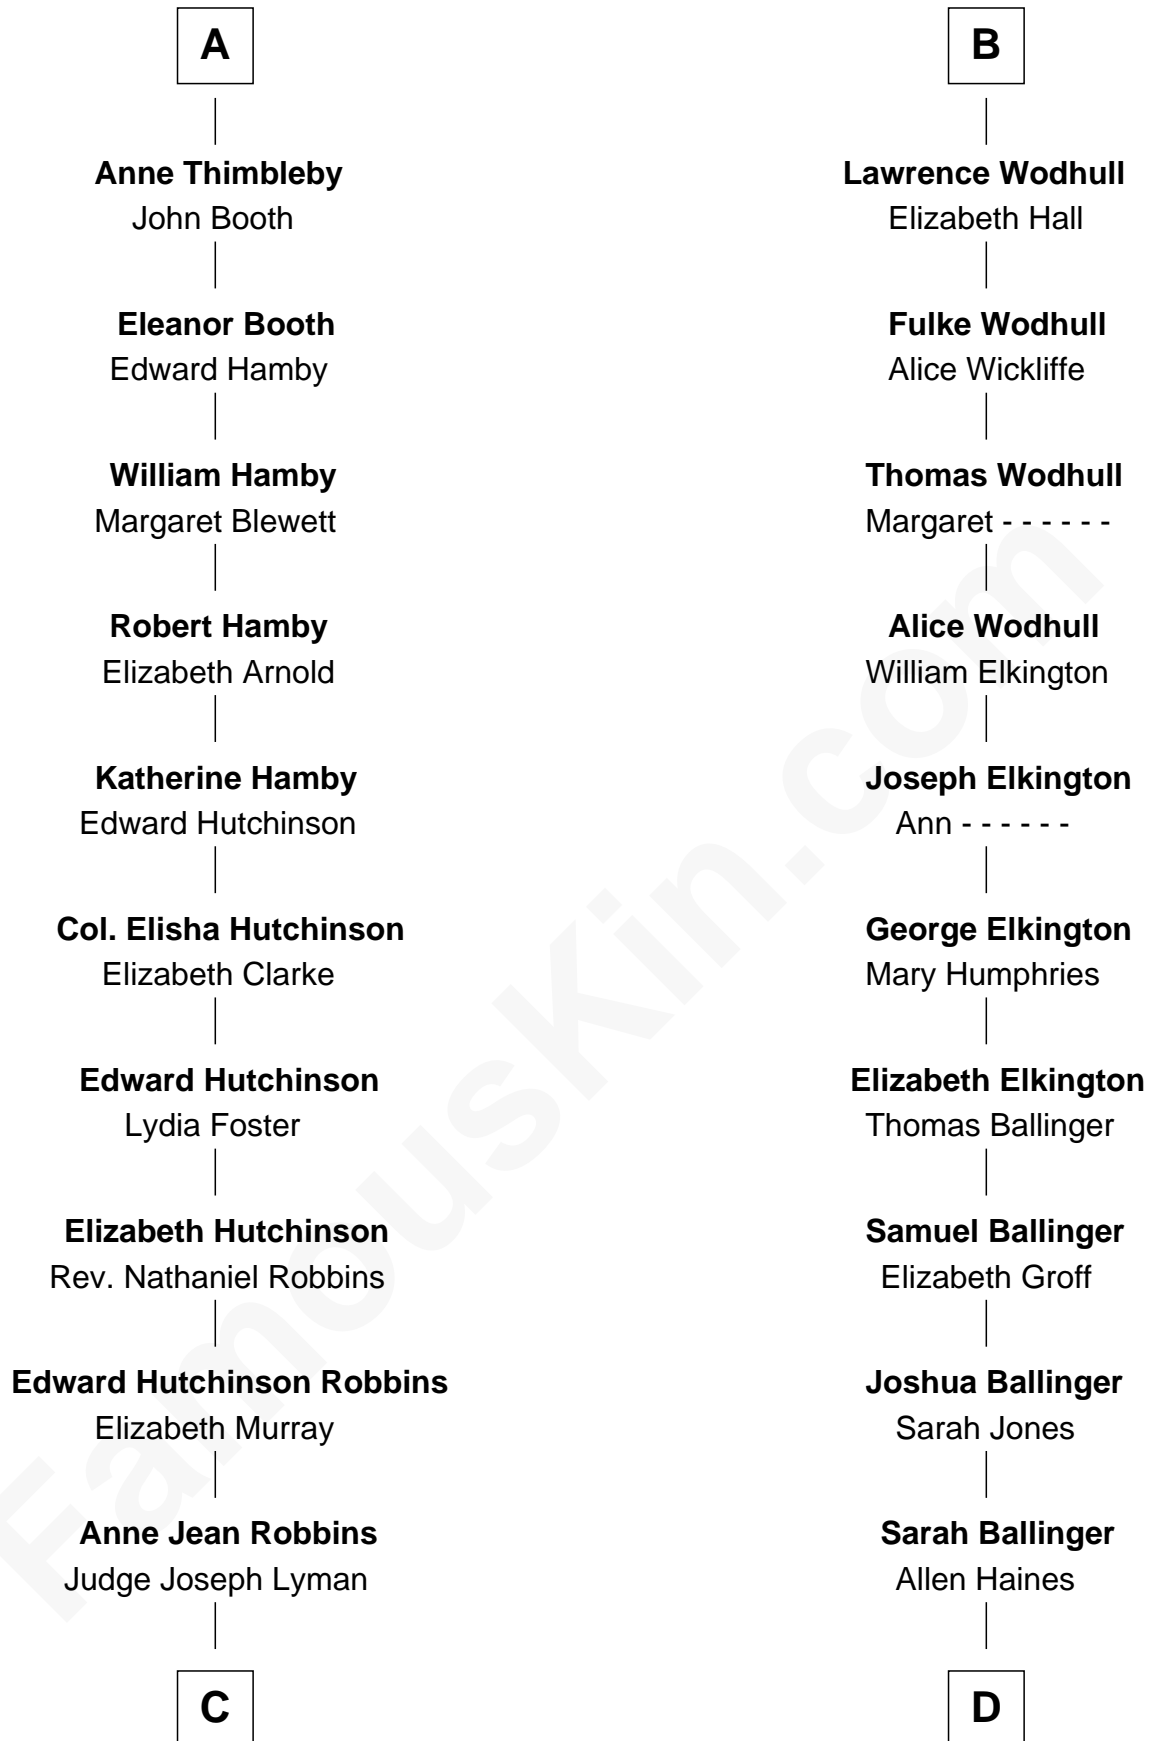 A
Anne Thimbleby
John Booth
Eleanor Booth
Edward Hamby
William Hamby
Margaret Blewett
Robert Hamby
Elizabeth Arnold
Katherine Hamby
Edward Hutchinson
Col. Elisha Hutchinson
Elizabeth Clarke
Edward Hutchinson
Lydia Foster
Elizabeth Hutchinson
Rev. Nathaniel Robbins
Edward Hutchinson Robbins
Elizabeth Murray
Anne Jean Robbins
Judge Joseph Lyman
C
B
Lawrence Wodhull
Elizabeth Hall
Fulke Wodhull
Alice Wickliffe
Thomas Wodhull
Margaret - - - - - -
Alice Wodhull
William Elkington
Joseph Elkington
Ann - - - - - -
George Elkington
Mary Humphries
Elizabeth Elkington
Thomas Ballinger
Samuel Ballinger
Elizabeth Groff
Joshua Ballinger
Sarah Jones
Sarah Ballinger
Allen Haines
D
FamousKin.com